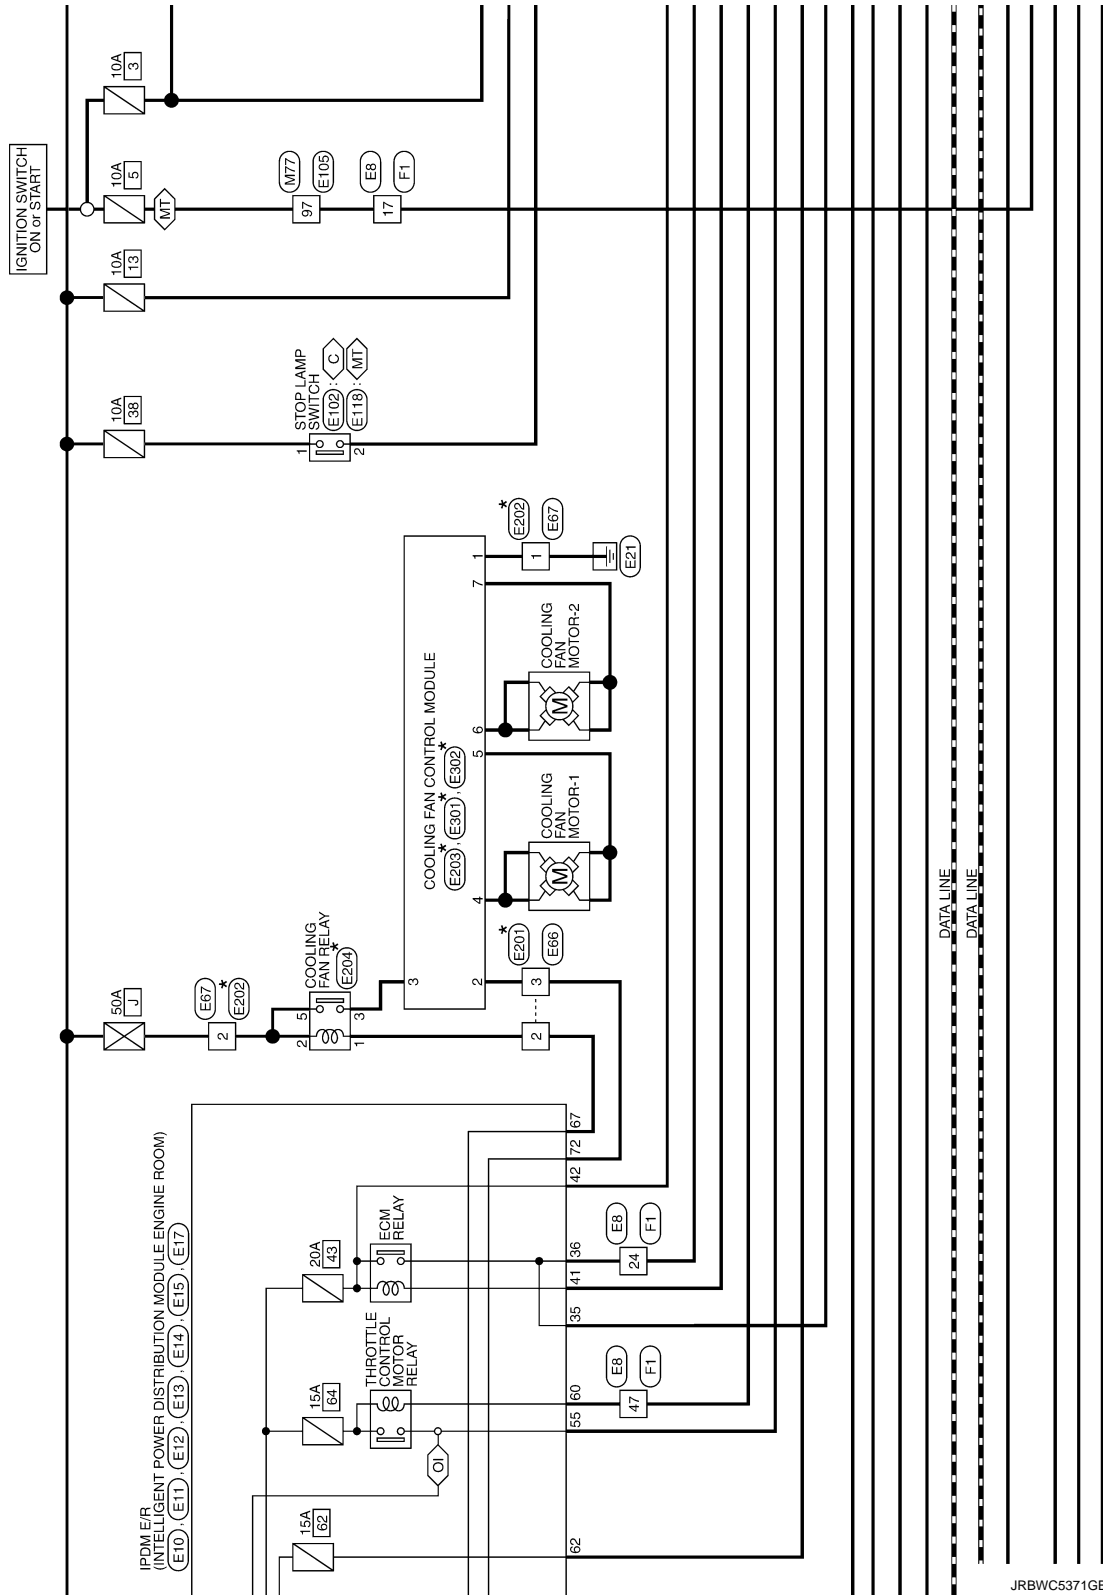 IGNITION SWITCH
ON or START
10A
3
10A
5
MT
M77
E105
97
E8
F1
17
10A
13
10A
38
STOP LAMP
SWITCH
E102 : C
E118 : MT
1
2
50A
J
E67
E202 *
2
COOLING
FAN RELAY
E204 *
5
2
3
1
COOLING FAN CONTROL MODULE
E203 * , E301 * , E302 *
3
2
4
5
6
7
1
E202 *
E67
1
E21
COOLING
FAN
MOTOR-2
M
COOLING
FAN
MOTOR-1
M
E201 *
E66
3
2
IPDM E/R
(INTELLIGENT POWER DISTRIBUTION MODULE ENGINE ROOM)
E10 , E11 , E12 , E13 , E14 , E15 , E17
67
72
42
20A
43
ECM
RELAY
36
41
35
E8
F1
24
15A
64
THROTTLE
CONTROL
MOTOR
RELAY
OI
60
55
E8
F1
47
15A
62
62
DATA LINE
DATA LINE
JRBWC5371GE